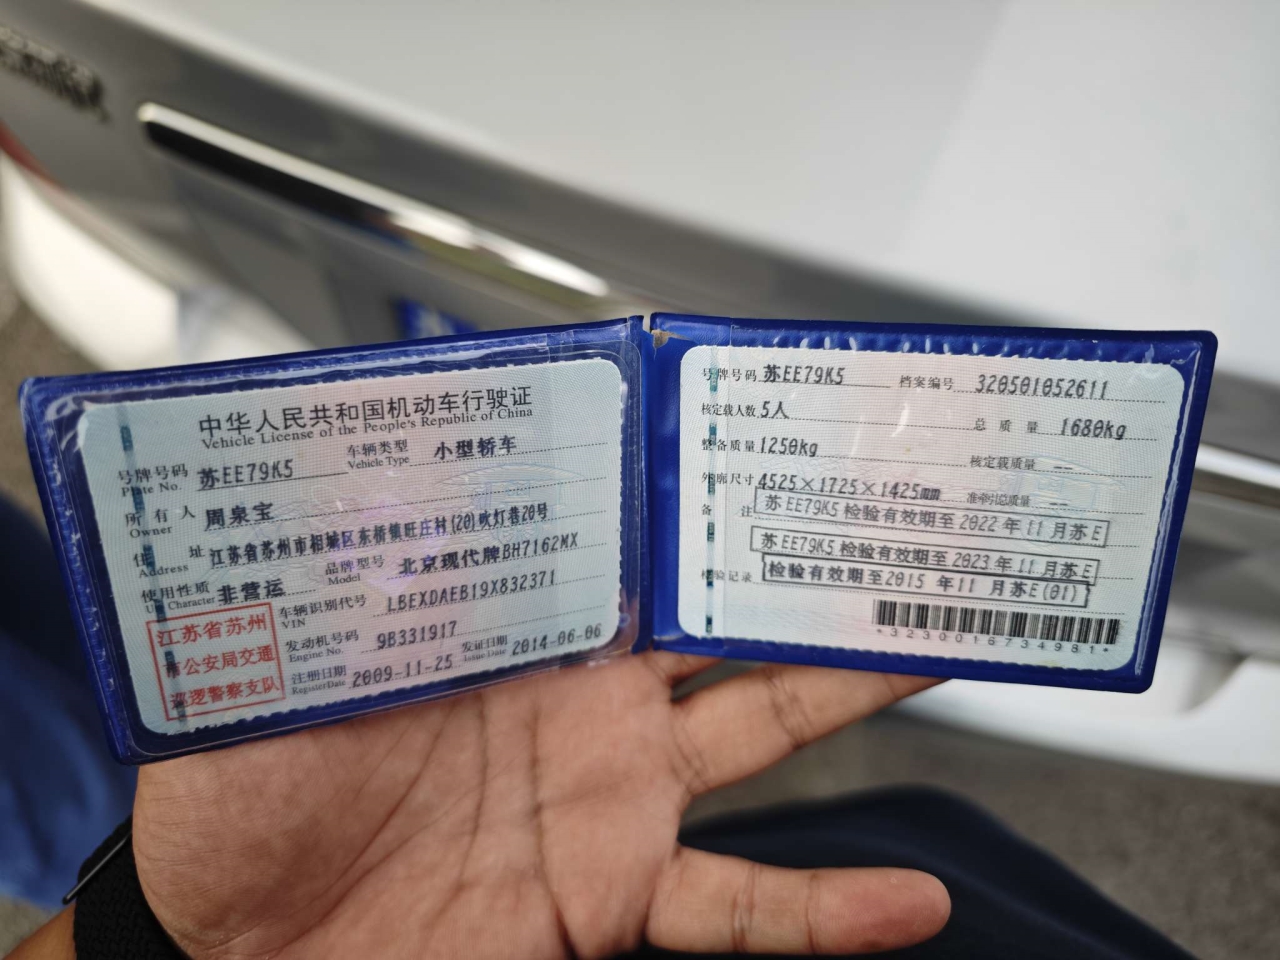 中华人民共和国机动车行驶证
Vehicle License of the People's Republic of China
号牌号码 苏EE79K5 车辆类型 小型轿车
Plate No. Vehicle Type
所有人 周泉宝
Owner
住址 江苏省苏州市相城区东桥镇旺庄村(20)吹灯巷20号
Address
使用性质 非营运 品牌型号 北京现代牌BH7162MX
Use Character Model
江苏省苏州市公安局交通巡逻警察支队
车辆识别代号 LBEXDAEB19X832371
VIN
发动机号码 9B331917
Engine No.
注册日期 2009-11-25 发证日期 2014-06-06
Register Date Issue Date
号牌号码 苏EE79K5 档案编号 320501052611
核定载人数 5人 总质量 1680kg
整备质量 1250kg 核定载质量 --
外廓尺寸 4525×1725×1425mm 准牵引总质量 --
备注 苏EE79K5 检验有效期至2022年11月苏E
苏EE79K5 检验有效期至2023年11月苏E
检验记录 检验有效期至2015年11月苏E(01)
*3230016734981*